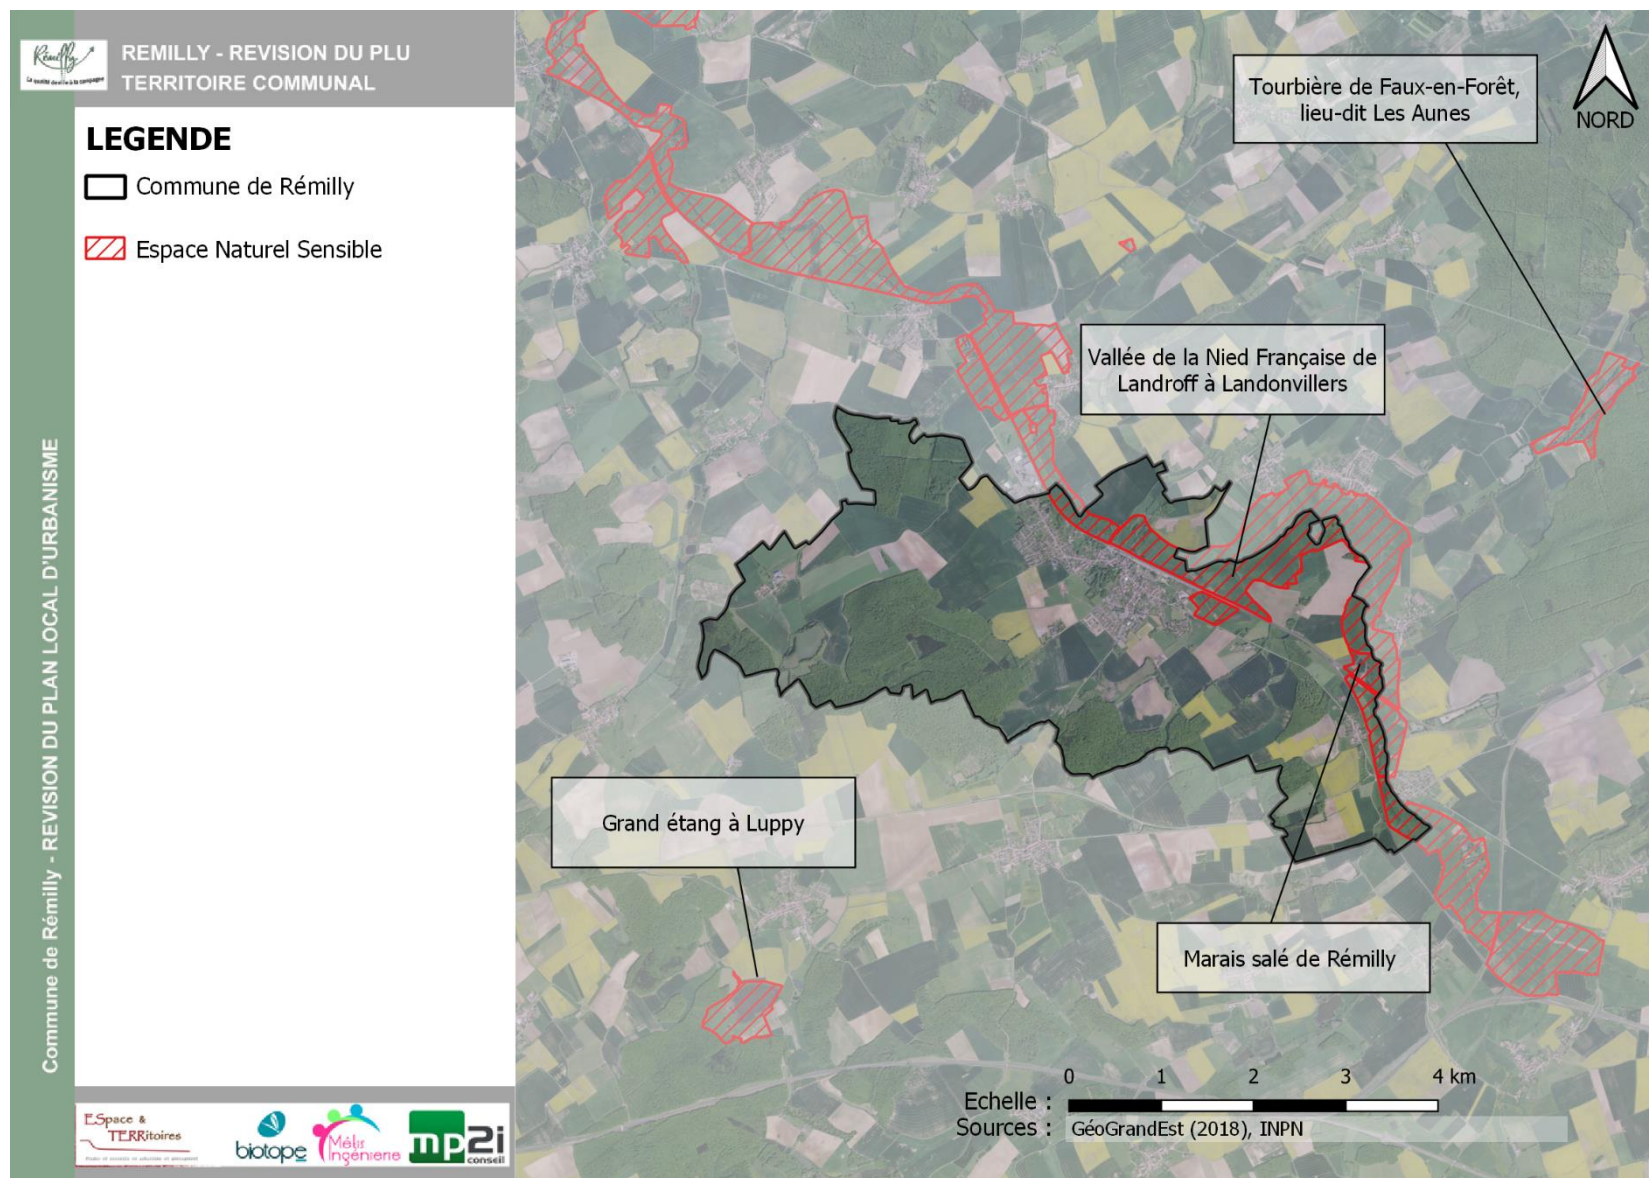 Rémilly
REMILLY - REVISION DU PLU
TERRITOIRE COMMUNAL
LEGENDE
Commune de Rémilly
Espace Naturel Sensible
Commune de Rémilly - REVISION DU PLAN LOCAL D'URBANISME
Tourbière de Faux-en-Forêt,
lieu-dit Les Aunes
NORD
Vallée de la Nied Française de
Landroff à Landonvillers
Grand étang à Luppy
Marais salé de Rémilly
0 1 2 3 4 km
Echelle :
Sources : GéoGrandEst (2018), INPN
ESpace &
TERRitoires
biotope
Mélis
Ingénierie
mp2i
conseil